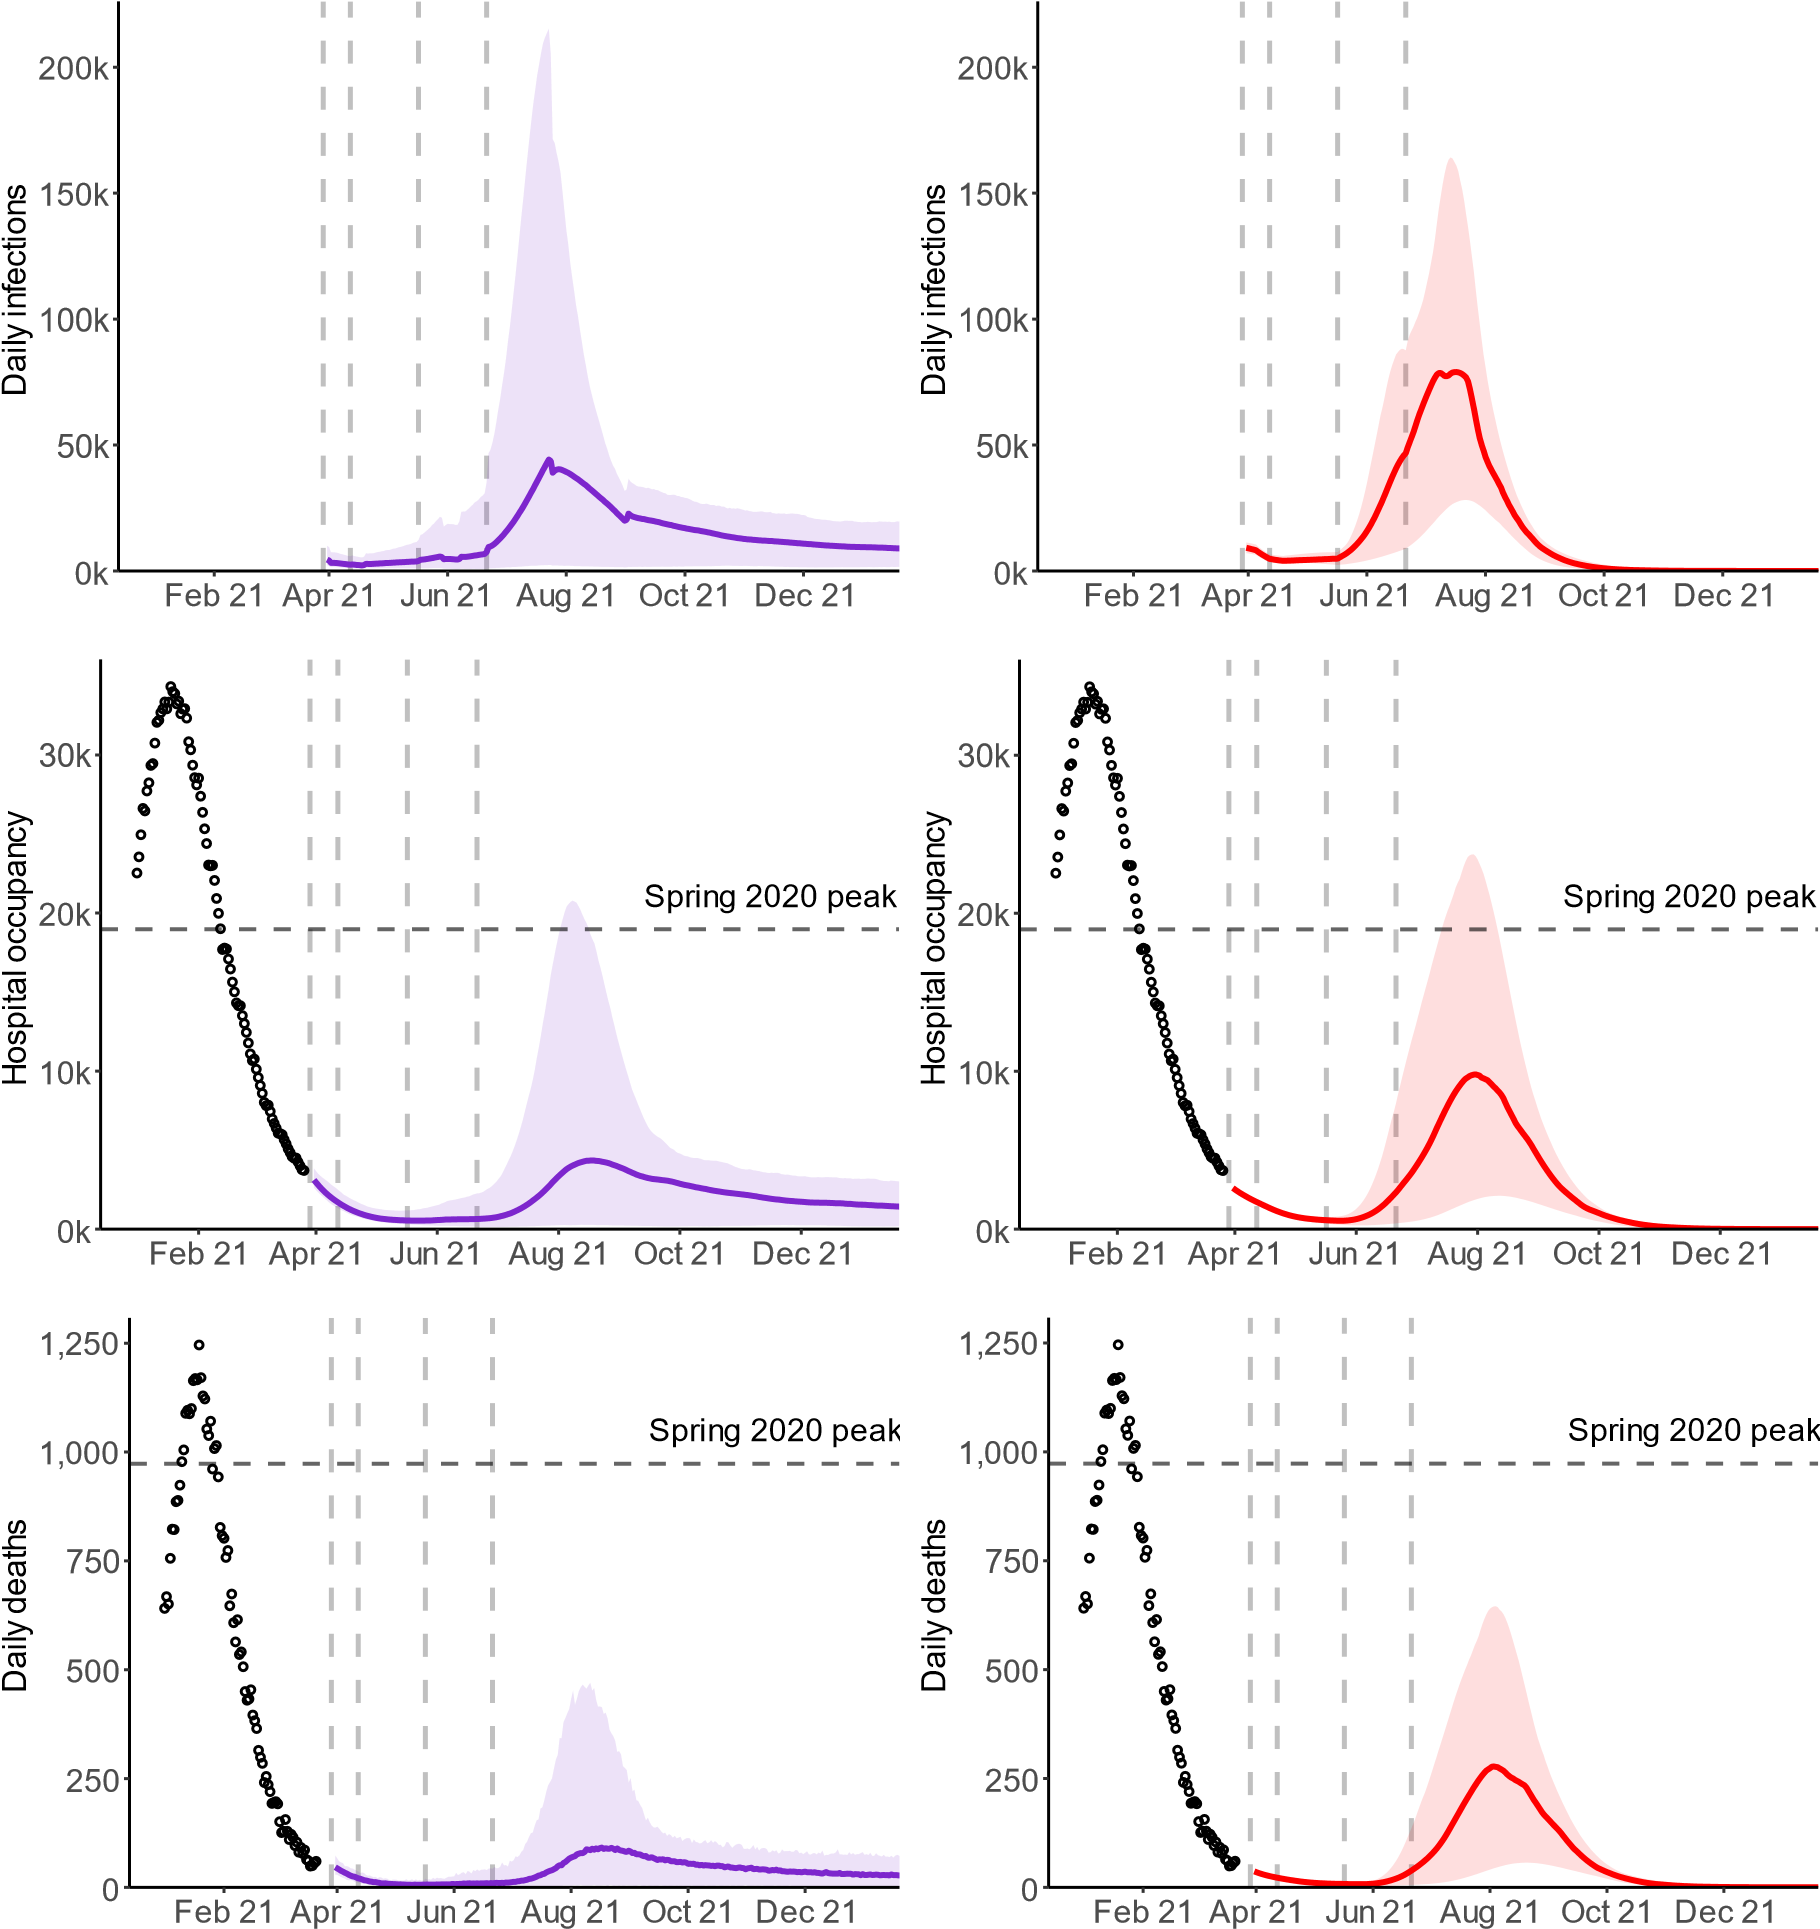 Daily infections
200k
150k
100k
50k
0k
Feb 21 Apr 21 Jun 21 Aug 21 Oct 21 Dec 21
Daily infections
200k
150k
100k
50k
0k
Feb 21 Apr 21 Jun 21 Aug 21 Oct 21 Dec 21
Hospital occupancy
30k
20k
10k
0k
Spring 2020 peak
Feb 21 Apr 21 Jun 21 Aug 21 Oct 21 Dec 21
Hospital occupancy
30k
20k
10k
0k
Spring 2020 peak
Feb 21 Apr 21 Jun 21 Aug 21 Oct 21 Dec 21
Daily deaths
1,250
1,000
750
500
250
0
Spring 2020 peak
Feb 21 Apr 21 Jun 21 Aug 21 Oct 21 Dec 21
Daily deaths
1,250
1,000
750
500
250
0
Spring 2020 peak
Feb 21 Apr 21 Jun 21 Aug 21 Oct 21 Dec 21